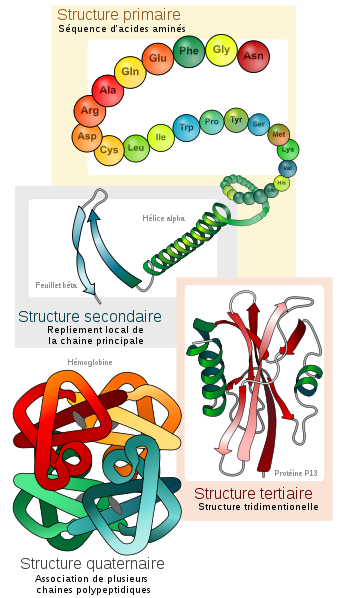 Structure primaire
Séquence d'acides aminés
Asn
Gly
Phe
Glu
Gln
Ala
Arg
Asp
Cys
Leu
Ile
Trp
Pro
Tyr
Ser
Met
Lys
Val
His
Hélice alpha
Feuillet béta
Structure secondaire
Repliement local de
la chaine principale
Hémoglobine
Protéine P13
Structure tertiaire
Structure tridimentionelle
Structure quaternaire
Association de plusieurs
chaines polypeptidiques